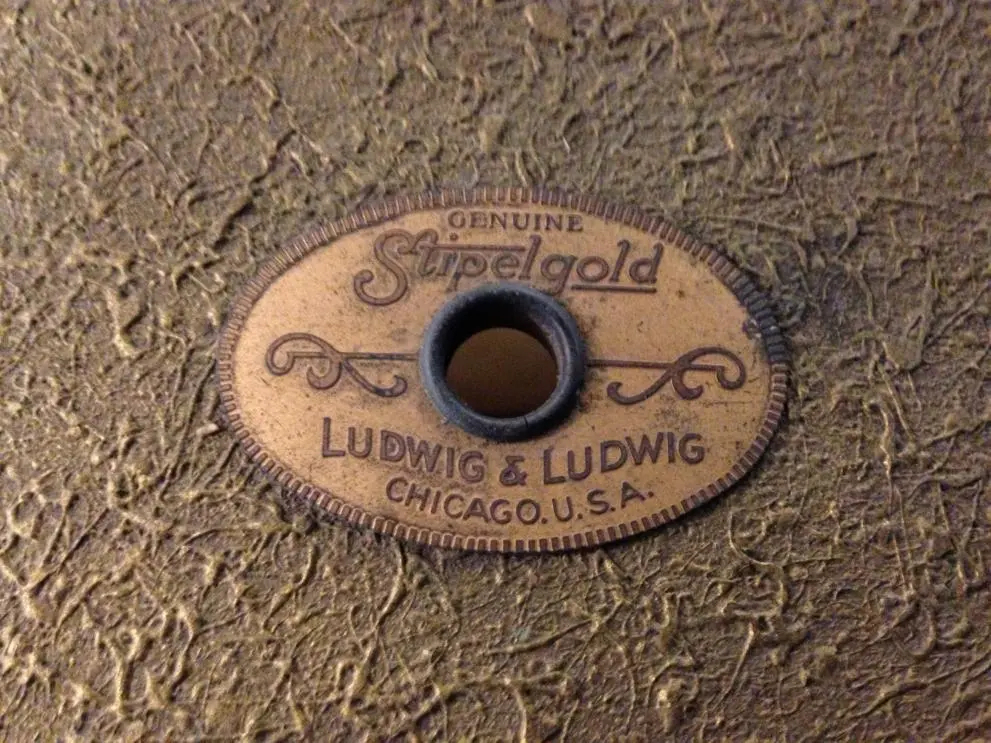 GENUINE
Stipelgold
LUDWIG & LUDWIG
CHICAGO. U.S.A.